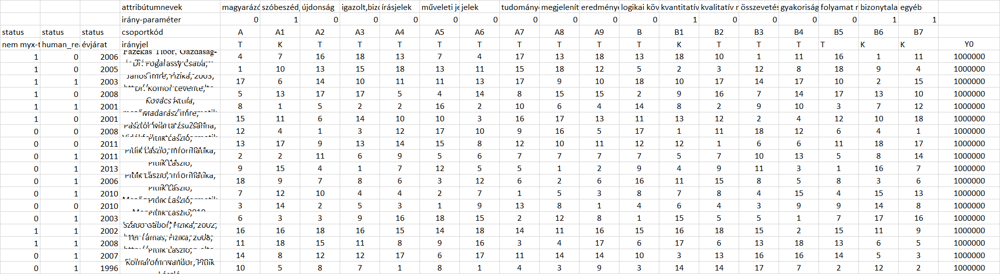 attribútumnevek magyarázó szóbeszéd, újdonság igazolt,bizo írásjelek műveleti je jelek tudományo megjelenít eredménye logikai köv kvantitatív kvalitatív r összevetés gyakoriság folyamat r bizonytala egyéb
irány-paraméter 0 1 0 0 0 0 0 0 0 0 0 1 0 0 0 0 1 1
status status status csoportkód A A1 A2 A3 A4 A5 A6 A7 A8 A9 B B1 B2 B3 B4 B5 B6 B7
nem myx-t human_rea évjárat irányjel T K T T T T T T T T T K T T T T K K Y0
1 0 2006 Fazekas Tibor, Gazdaság- 4 7 16 18 13 7 4 17 13 18 13 18 10 1 11 16 1 11 1000000
1 0 2005 Dr. Fogarassy Csaba, 1 10 13 15 18 13 11 15 18 12 5 2 3 12 8 18 9 4 1000000
1 1 2003 János Imre, Fizika, 2003, 17 6 14 10 11 11 13 17 9 10 18 10 17 14 17 10 2 15 1000000
1 0 2008 Dr. Komor Levente, 5 13 17 17 5 4 14 8 15 15 2 9 16 7 14 17 13 10 1000000
1 1 2001 Kovács Attila, 8 1 5 2 2 16 2 10 6 4 14 8 2 9 10 3 7 12 1000000
1 0 2001 Madarász Imre, 15 11 6 14 10 10 3 16 17 13 11 13 12 2 4 12 10 18 1000000
0 0 2008 Pásztor Márta Zsuzsanna, 12 4 1 3 12 17 10 9 16 5 17 1 11 18 12 6 4 1 1000000
0 0 2011 Pitlik László, 13 17 9 13 14 15 8 12 10 11 12 12 1 6 6 11 18 17 1000000
0 1 2011 Pitlik László, Informatika, 2 2 11 6 9 5 6 7 7 7 7 5 7 10 13 5 8 14 1000000
0 1 2013 Pitlik László, 9 15 4 1 7 12 5 5 1 2 9 4 9 11 3 1 16 7 1000000
0 1 2006 Pitlik László, Informatika, 18 9 7 8 6 3 12 6 2 6 16 11 15 8 5 8 3 6 1000000
0 1 2010 Pitlik László, 7 12 10 4 4 2 7 1 5 3 8 7 8 4 15 4 15 13 1000000
0 0 2010 Pitlik László, 3 14 2 5 3 1 9 13 8 1 4 6 4 3 9 9 14 8 1000000
0 1 2003 Pitlik László, 6 3 3 9 16 18 15 2 12 8 1 15 5 5 1 7 17 16 1000000
1 1 2002 Szabó Gábor, Fizika, 2002, 16 16 18 16 15 14 18 14 11 16 15 16 18 15 2 15 11 9 1000000
1 1 2008 Tél Tamás, Fizika, 2008, 11 18 15 11 8 9 16 3 4 17 6 17 6 13 18 13 6 5 1000000
0 1 2007 Pitlik László, 14 8 12 12 17 6 17 11 14 14 10 3 13 16 16 14 5 3 1000000
0 1 1996 Komáromi Nándor, Pitlik 10 5 8 7 1 8 1 4 3 9 3 14 14 17 7 2 12 2 1000000